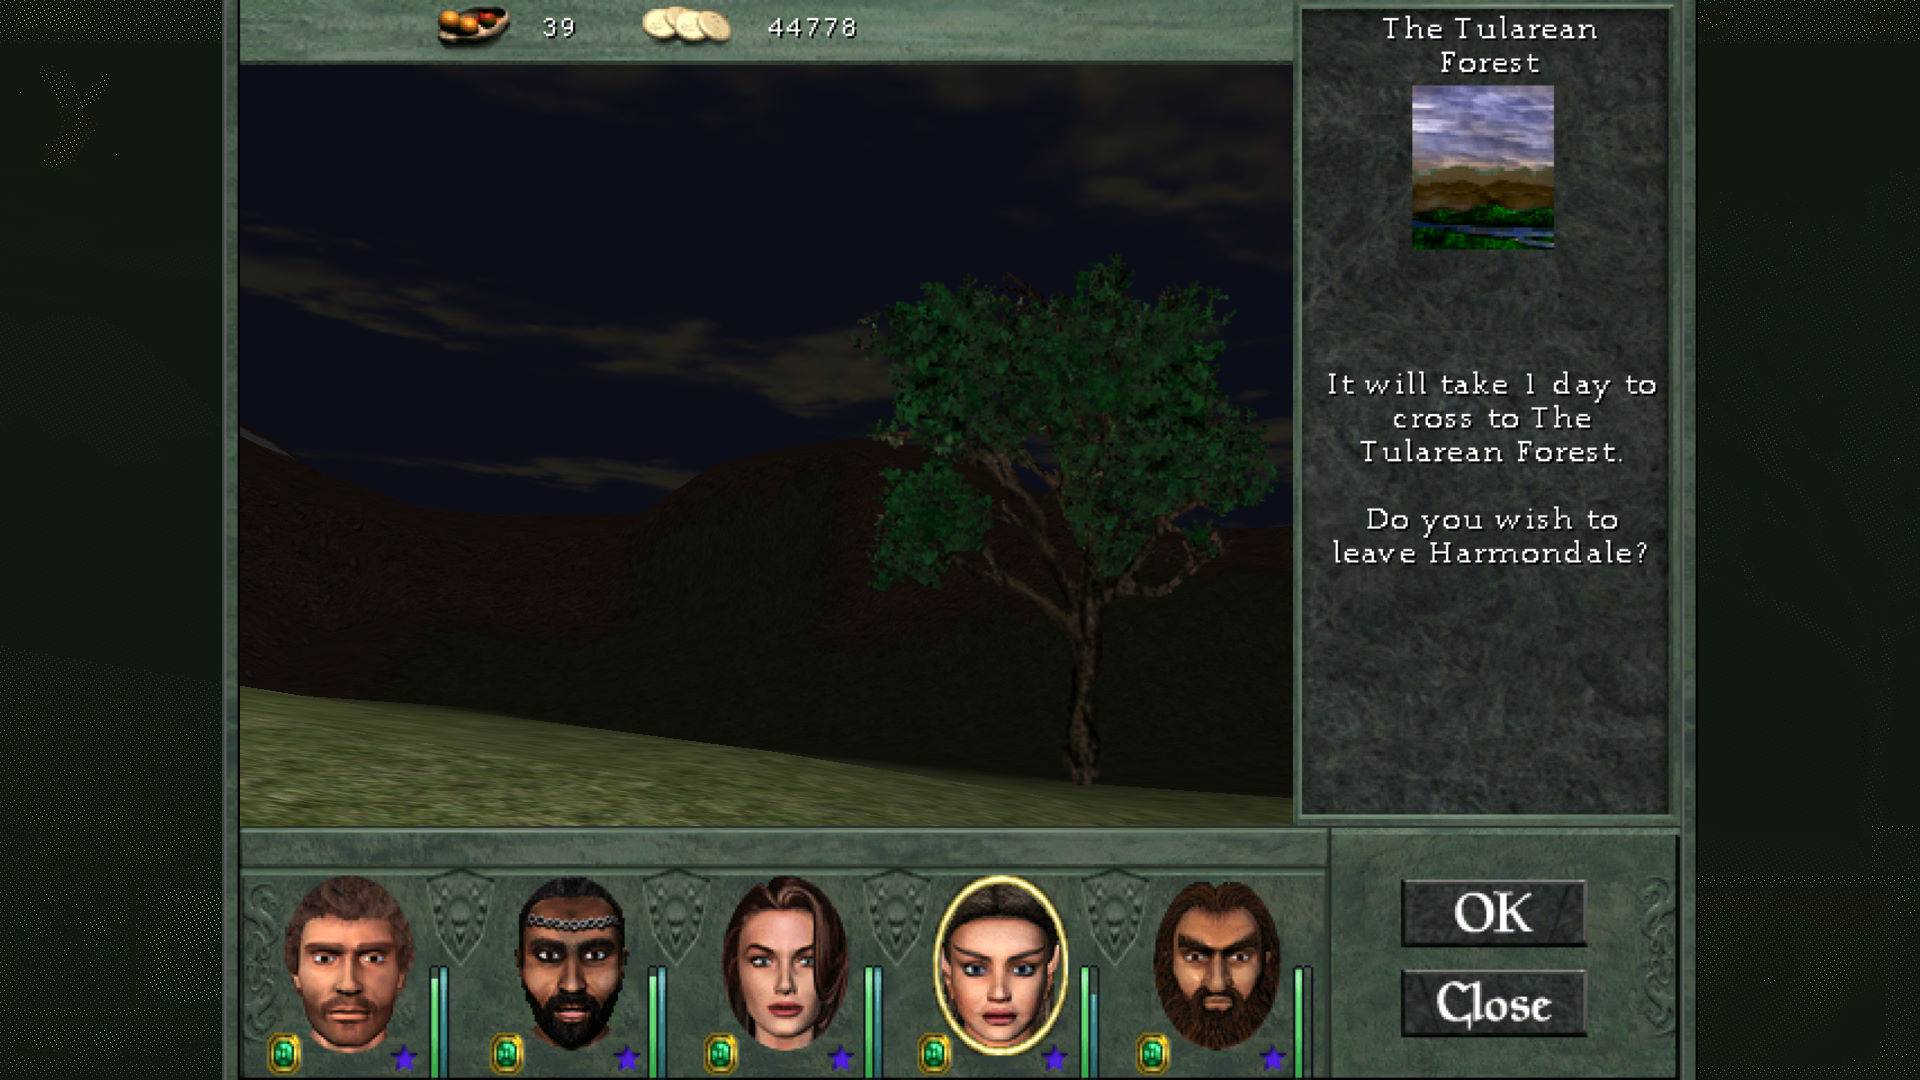 39
44778
The Tularean
Forest
It will take 1 day to
cross to The
Tularean Forest.
Do you wish to
leave Harmondale?
OK
Close